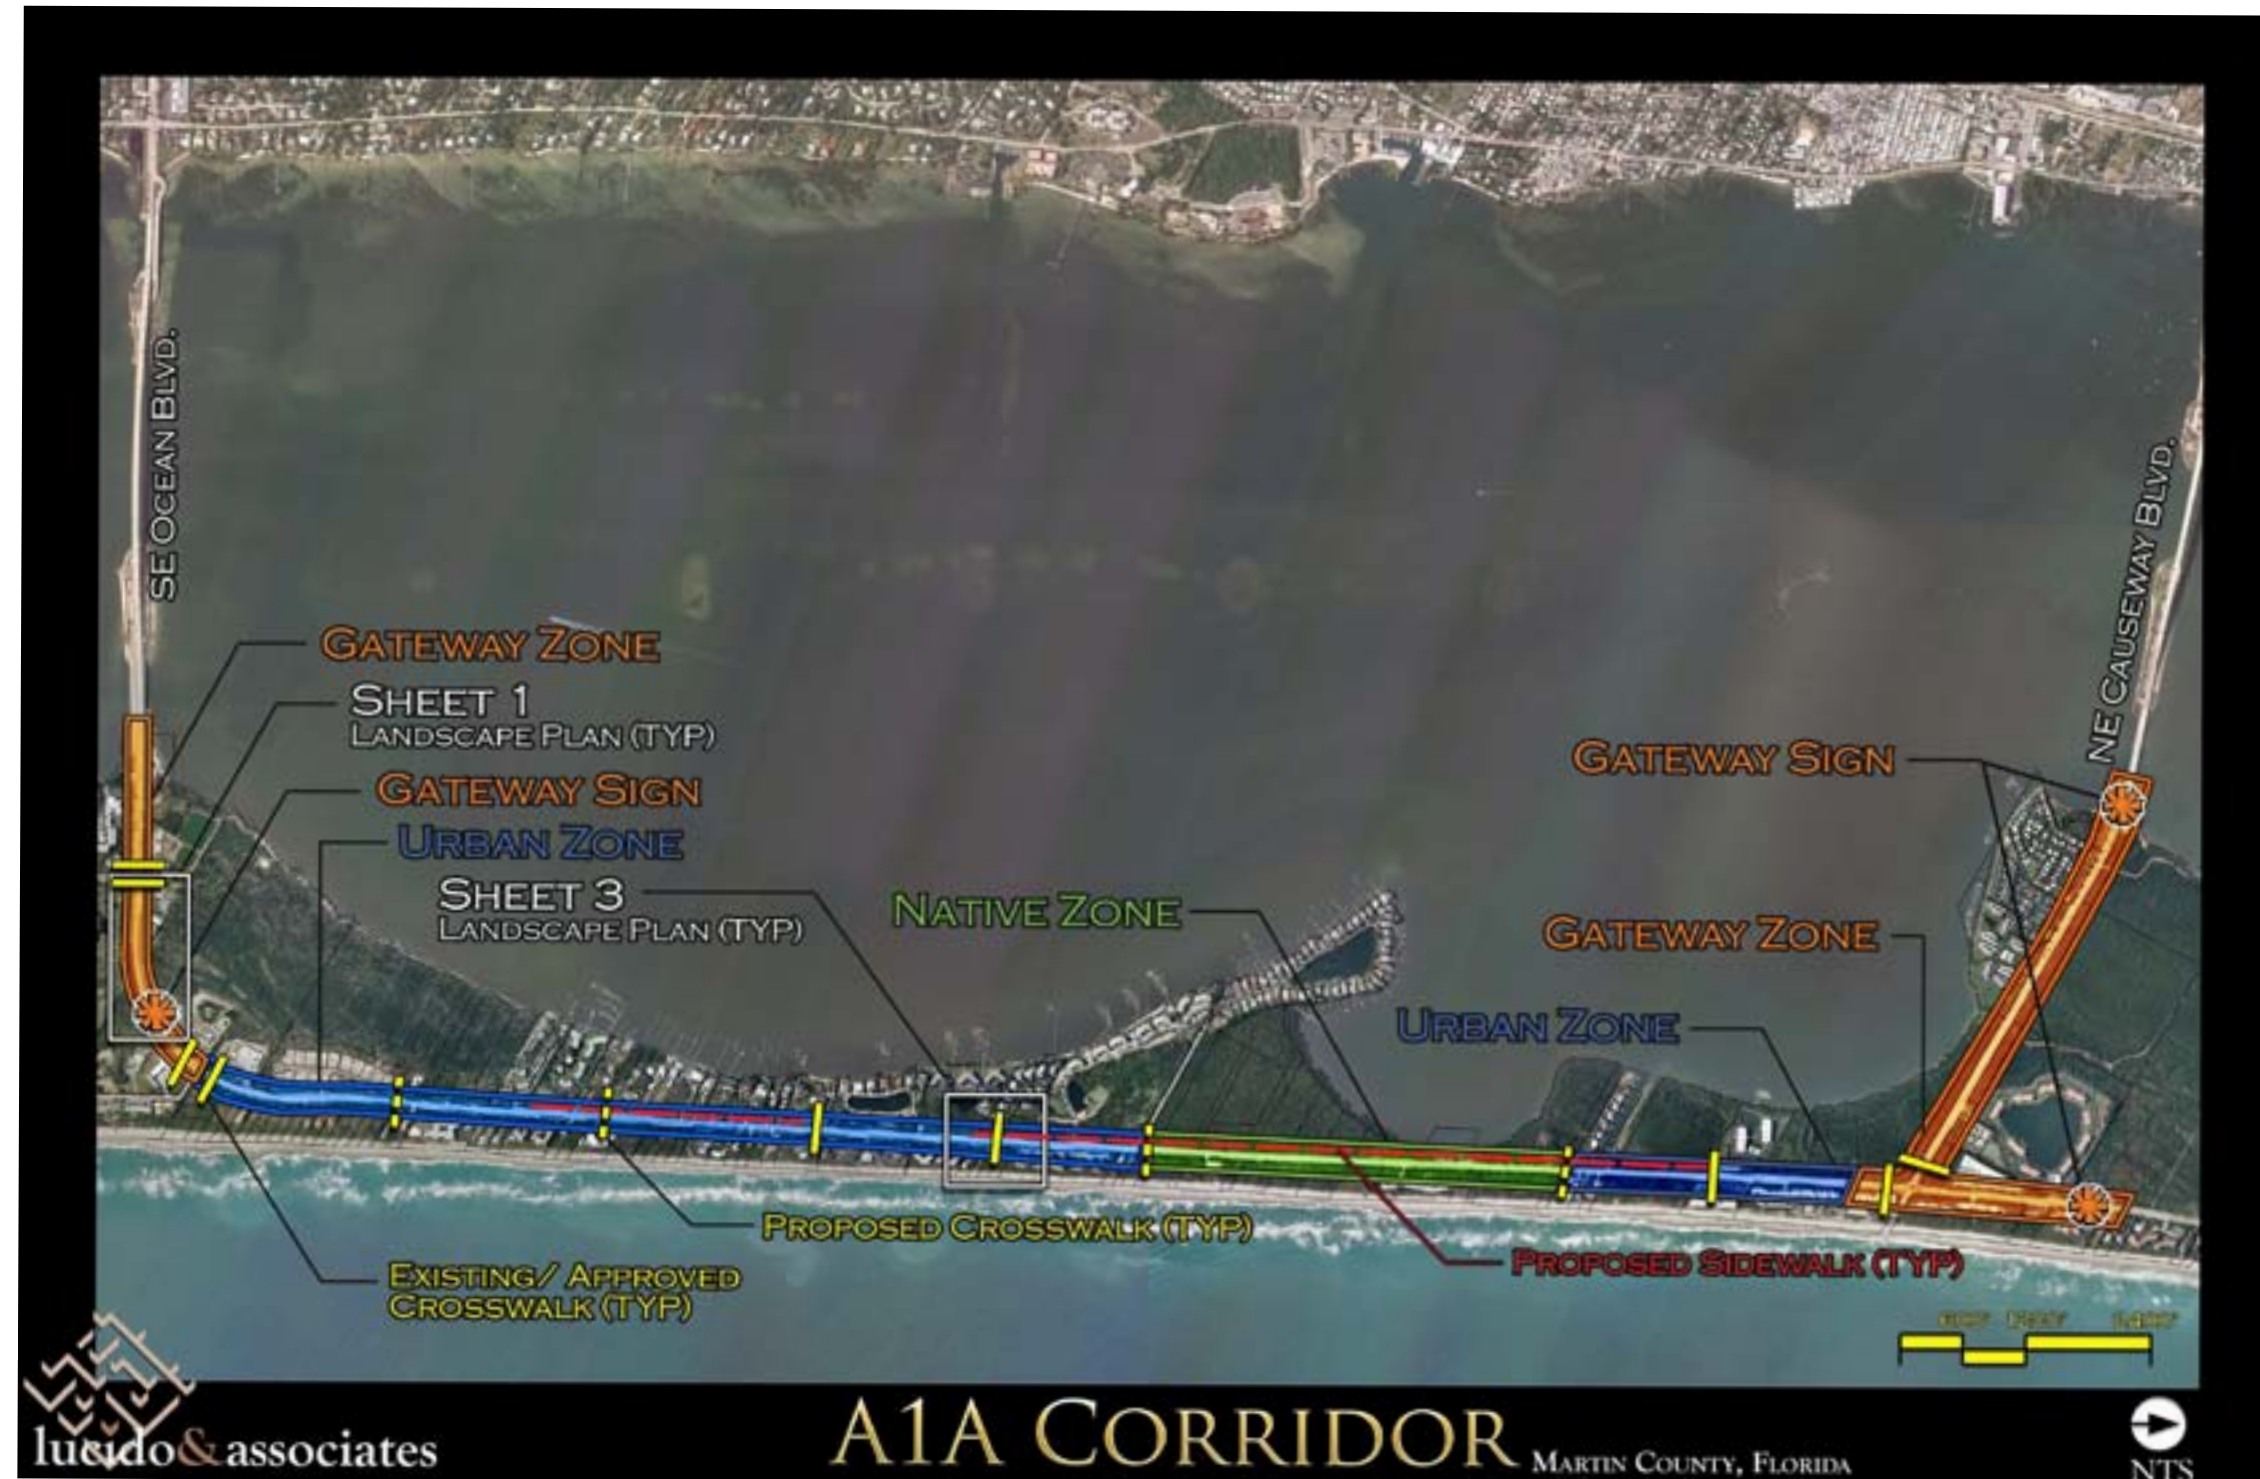 SE OCEAN BLVD.
NE CAUSEWAY BLVD.
GATEWAY ZONE
SHEET 1
LANDSCAPE PLAN (TYP)
GATEWAY SIGN
URBAN ZONE
SHEET 3
LANDSCAPE PLAN (TYP)
NATIVE ZONE
GATEWAY SIGN
GATEWAY ZONE
URBAN ZONE
PROPOSED CROSSWALK (TYP)
PROPOSED SIDEWALK (TYP)
EXISTING/ APPROVED
CROSSWALK (TYP)
lucido & associates
A1A CORRIDOR
MARTIN COUNTY, FLORIDA
NTS